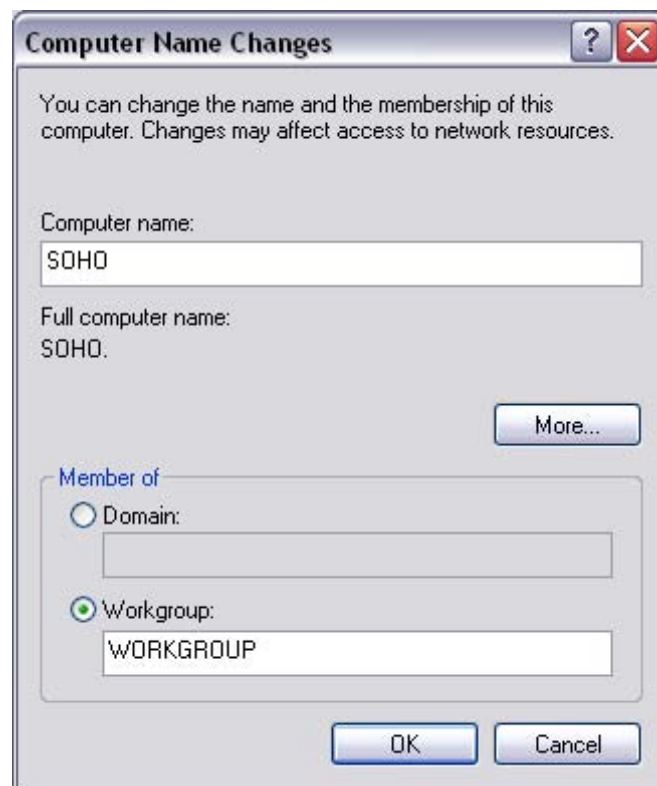 Computer Name Changes
You can change the name and the membership of this
computer. Changes may affect access to network resources.
Computer name:
SOHO
Full computer name:
SOHO.
More...
Member of
Domain:
Workgroup:
WORKGROUP
OK Cancel